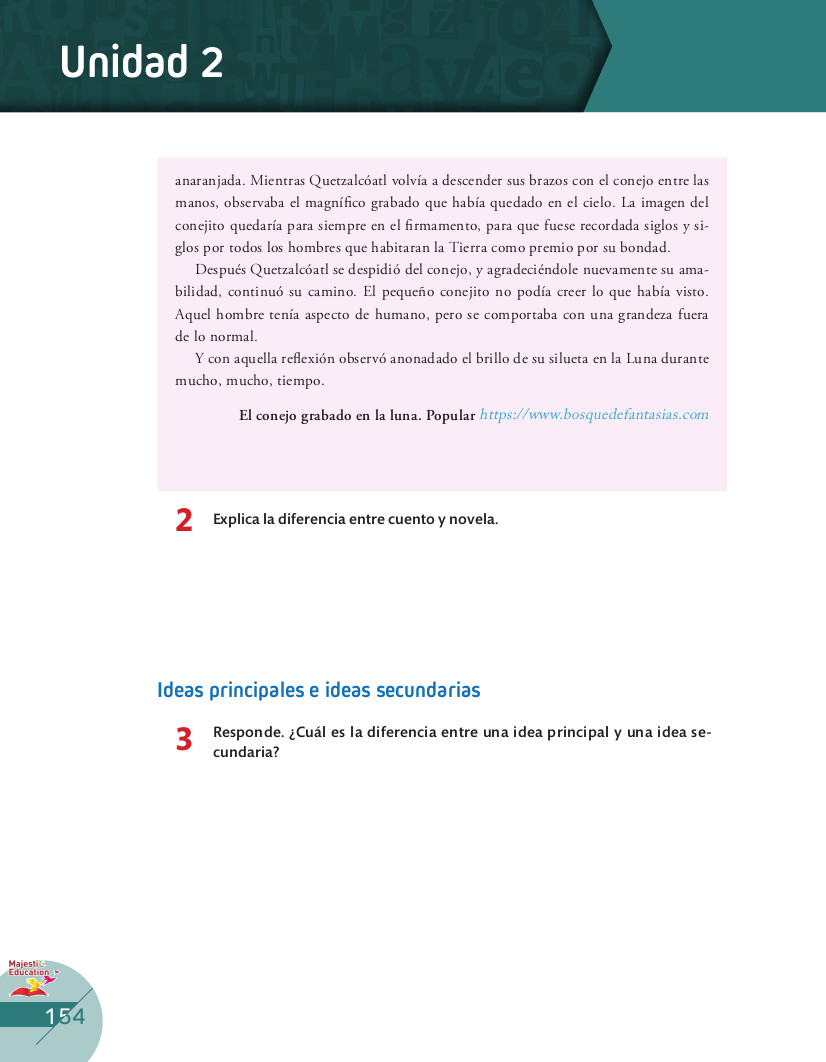 Unidad 2
anaranjada. Mientras Quetzalcóatl volvía a descender sus brazos con el conejo entre las
manos, observaba el magnífico grabado que había quedado en el cielo. La imagen del
conejito quedaría para siempre en el firmamento, para que fuese recordada siglos y si-
glos por todos los hombres que habitaran la Tierra como premio por su bondad.
Después Quetzalcóatl se despidió del conejo, y agradeciéndole nuevamente su ama-
bilidad, continuó su camino. El pequeño conejito no podía creer lo que había visto.
Aquel hombre tenía aspecto de humano, pero se comportaba con una grandeza fuera
de lo normal.
Y con aquella reflexión observó anonadado el brillo de su silueta en la Luna durante
mucho, mucho, tiempo.
El conejo grabado en la luna. Popular https://www.bosquedefantasias.com
2 Explica la diferencia entre cuento y novela.
Ideas principales e ideas secundarias
3 Responde. ¿Cuál es la diferencia entre una idea principal y una idea se-
cundaria?
Majestic
Education
154